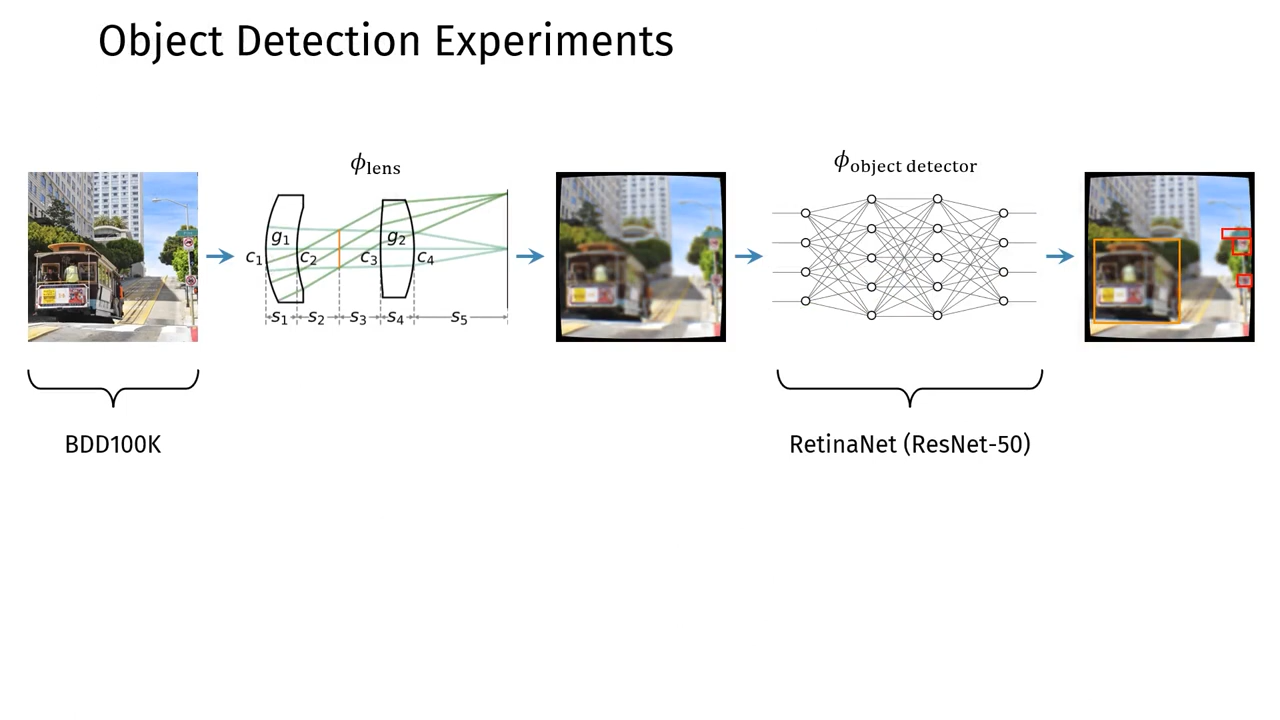 Object Detection Experiments
ϕlens
ϕobject detector
g1
g2
c1
c2
c3
c4
s1
s2
s3
s4
s5
BDD100K
RetinaNet (ResNet-50)